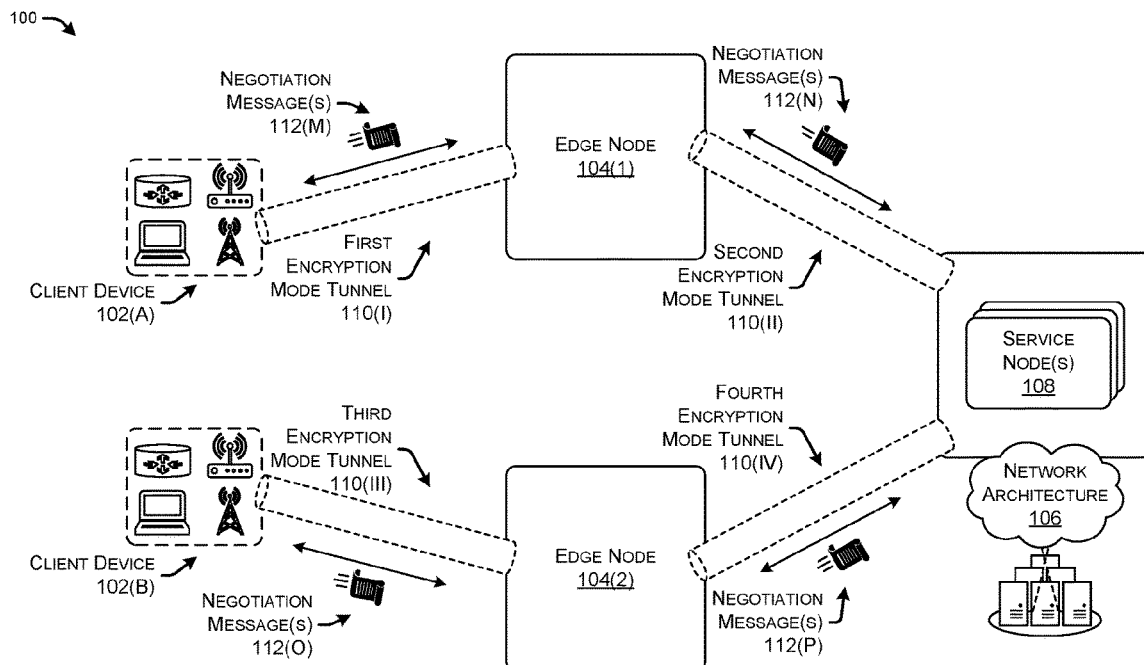 100
NEGOTIATION
MESSAGE(S)
112(M)
NEGOTIATION
MESSAGE(S)
112(N)
EDGE NODE
104(1)
CLIENT DEVICE
102(A)
FIRST
ENCRYPTION
MODE TUNNEL
110(I)
SECOND
ENCRYPTION
MODE TUNNEL
110(II)
SERVICE
NODE(S)
108
THIRD
ENCRYPTION
MODE TUNNEL
110(III)
FOURTH
ENCRYPTION
MODE TUNNEL
110(IV)
NETWORK
ARCHITECTURE
106
CLIENT DEVICE
102(B)
EDGE NODE
104(2)
NEGOTIATION
MESSAGE(S)
112(O)
NEGOTIATION
MESSAGE(S)
112(P)